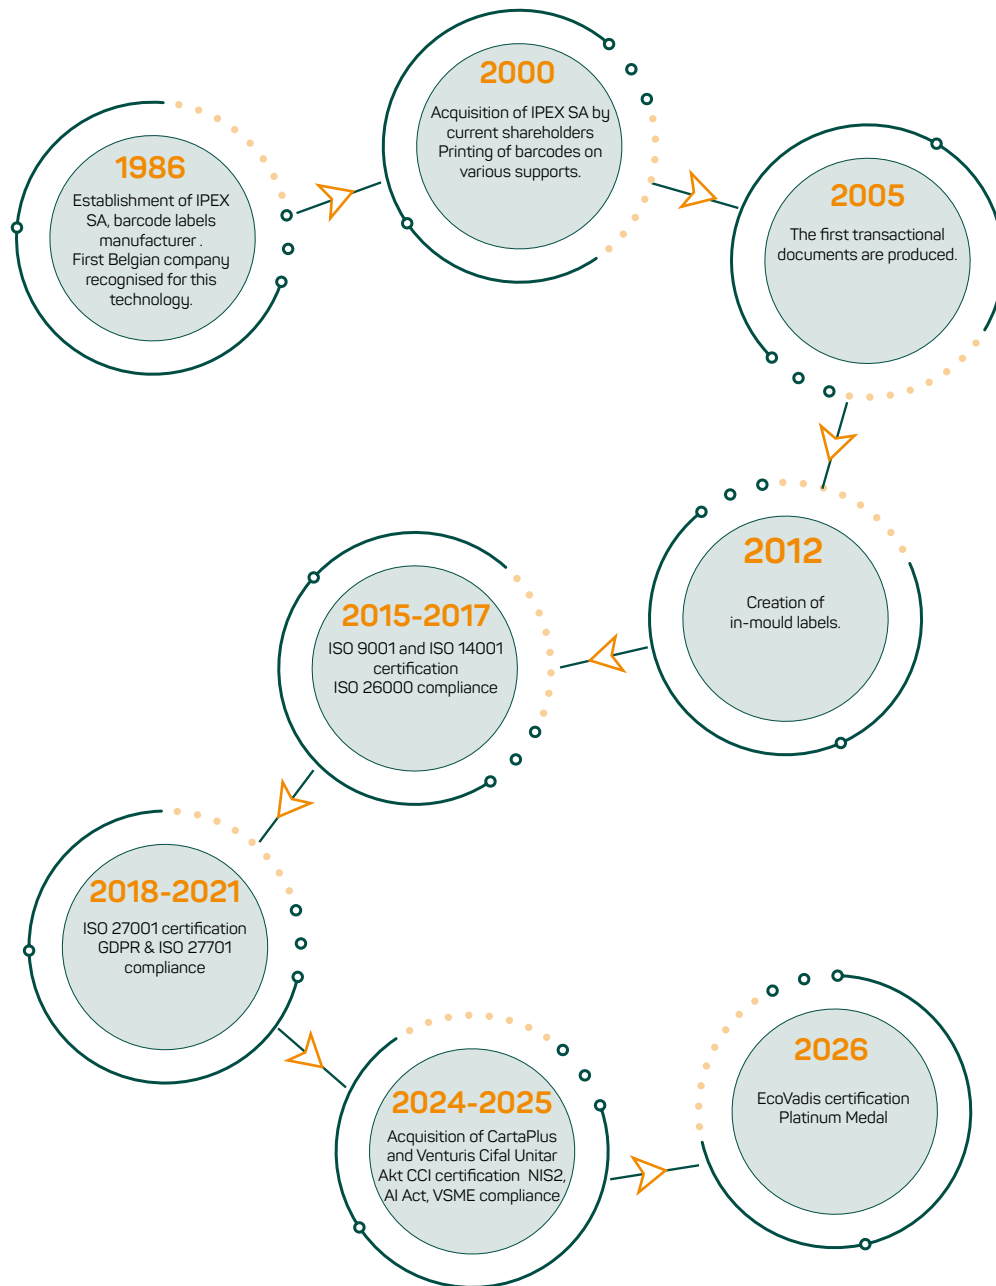 1986
Establishment of IPEX
SA, barcode labels
manufacturer .
First Belgian company
recognised for this
technology.
2000
Acquisition of IPEX SA by
current shareholders
Printing of barcodes on
various supports.
2005
The first transactional
documents are produced.
2012
Creation of
in-mould labels.
2015-2017
ISO 9001 and ISO 14001
certification
ISO 26000 compliance
2018-2021
ISO 27001 certification
GDPR & ISO 27701
compliance
2024-2025
Acquisition of CartaPlus
and Venturis Cifal Unitar
Akt CCI certification NIS2,
AI Act, VSME compliance
2026
EcoVadis certification
Platinum Medal